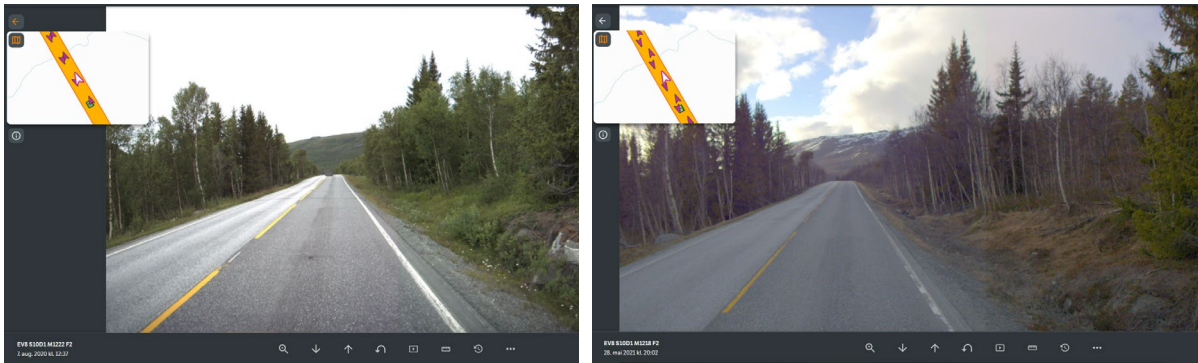 EV8 S10D1 M1222 F2
7. aug. 2020 kl. 12:37
EV8 S10D1 M1218 F2
28. mai 2021 kl. 20:02